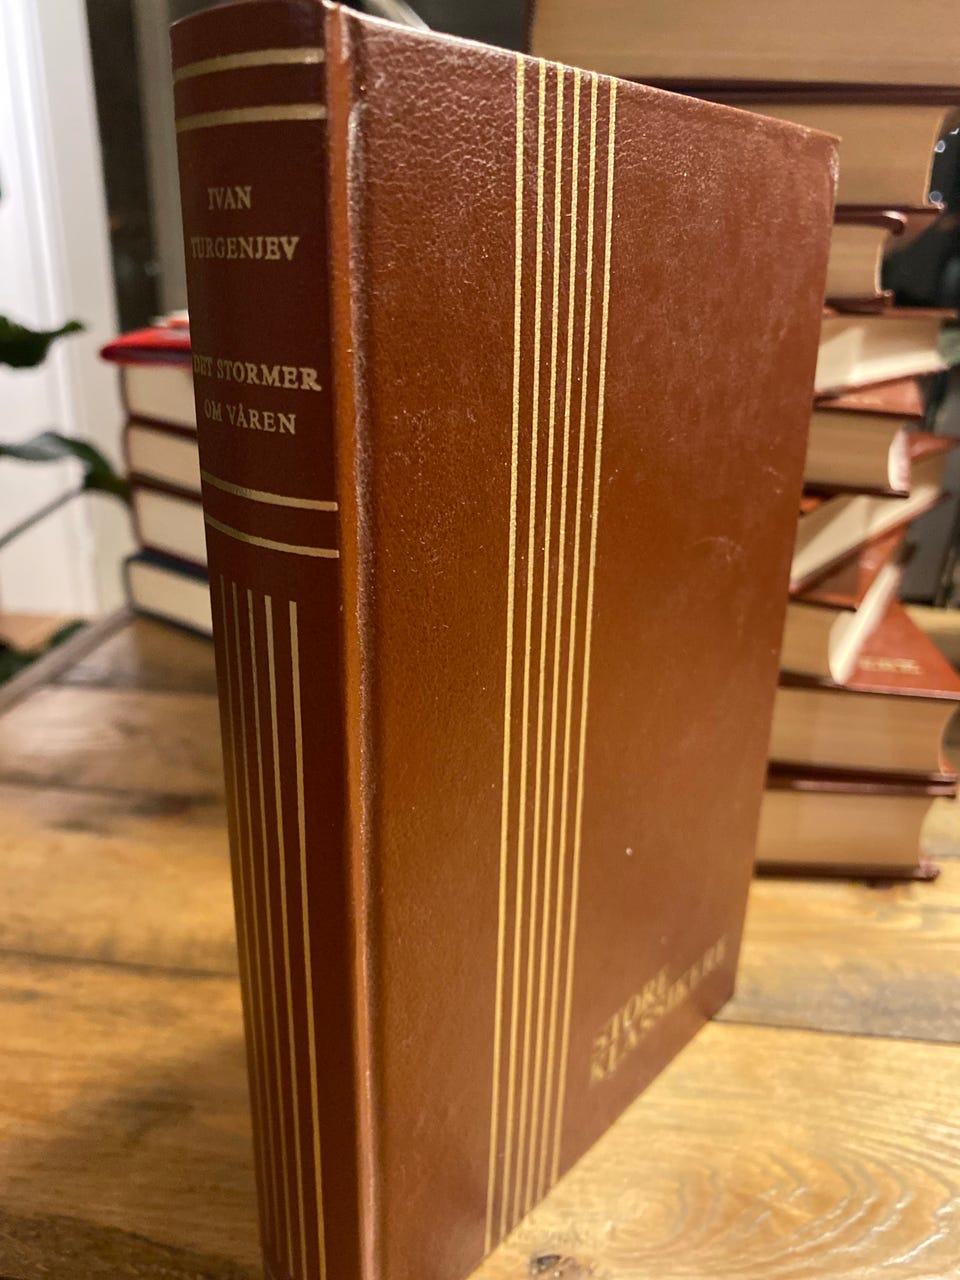 IVAN
TURGENJEV
DET STORMER
OM VÅREN
STORE
KLASSIKERE